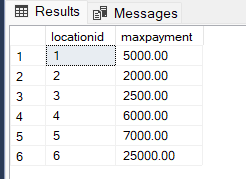 Results Messages
locationid maxpayment
1 1 5000.00
2 2 2000.00
3 3 2500.00
4 4 6000.00
5 5 7000.00
6 6 25000.00